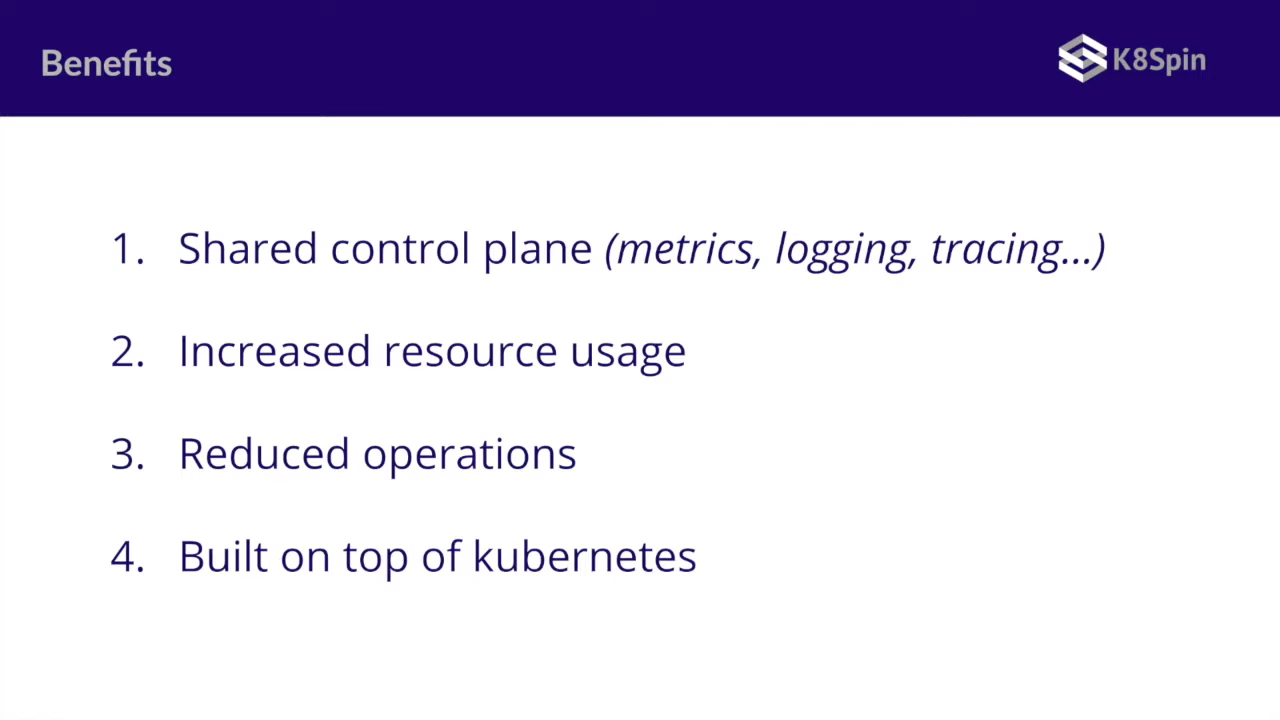 Benefits
K8Spin
1. Shared control plane (metrics, logging, tracing...)
2. Increased resource usage
3. Reduced operations
4. Built on top of kubernetes